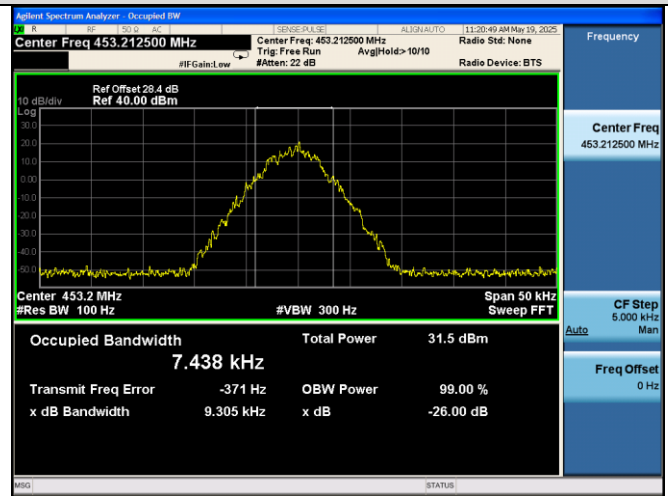 Agilent Spectrum Analyzer - Occupied BW
R RF 50 Ω AC SENSE:PULSE ALIGNAUTO 11:20:49 AM May 19, 2025
Center Freq 453.212500 MHz
Center Freq: 453.212500 MHz Radio Std: None
Trig: Free Run Avg|Hold:>10/10
#IFGain:Low #Atten: 22 dB Radio Device: BTS
Frequency
Ref Offset 28.4 dB
10 dB/div Ref 40.00 dBm
Log
30.0
20.0
10.0
0.00
-10.0
-20.0
-30.0
-40.0
-50.0
Center 453.2 MHz Span 50 kHz
#Res BW 100 Hz #VBW 300 Hz Sweep FFT
Center Freq
453.212500 MHz
CF Step
5.000 kHz
Auto Man
Freq Offset
0 Hz
Occupied Bandwidth Total Power 31.5 dBm
7.438 kHz
Transmit Freq Error -371 Hz OBW Power 99.00 %
x dB Bandwidth 9.305 kHz x dB -26.00 dB
MSG STATUS